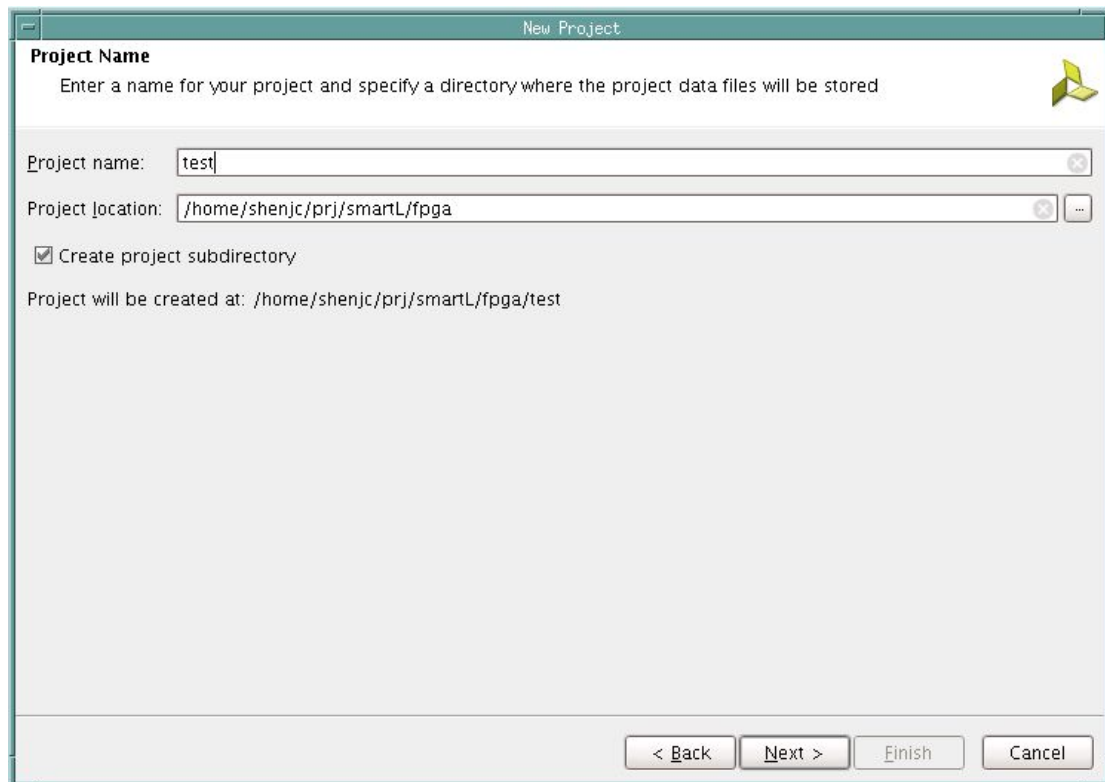 New Project
Project Name
Enter a name for your project and specify a directory where the project data files will be stored
Project name: test
Project location: /home/shenjc/prj/smartL/fpga ...
Create project subdirectory
Project will be created at: /home/shenjc/prj/smartL/fpga/test
< Back Next > Finish Cancel